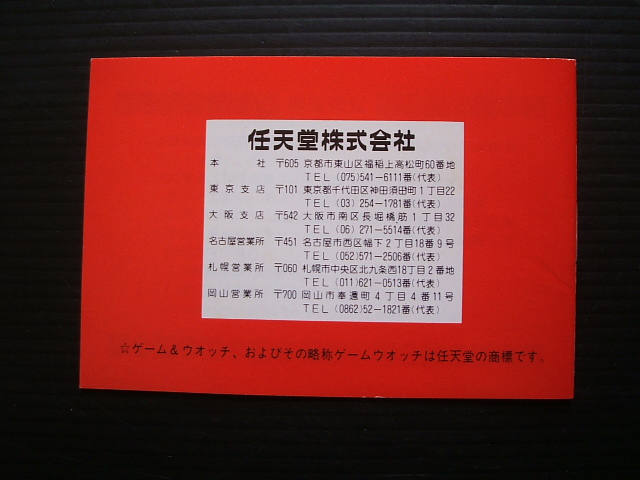 任天堂株式会社
本社 〒605 京都市東山区福稲上高松町60番地
TEL (075)541-6111番(代表)
東京支店 〒101 東京都千代田区神田須田町1丁目22
TEL (03) 254-1781番(代表)
大阪支店 〒542 大阪市南区長堀橋筋1丁目32
TEL (06) 271-5514番(代表)
名古屋営業所 〒451 名古屋市西区幅下2丁目18番9号
TEL (052)571-2506番(代表)
札幌営業所 〒060 札幌市中央区北九条西18丁目2番地
TEL (011)621-0513番(代表)
岡山営業所 〒700 岡山市奉還町4丁目4番11号
TEL (0862)52-1821番(代表)
☆ゲーム&ウオッチ、およびその略称ゲームウオッチは任天堂の商標です。